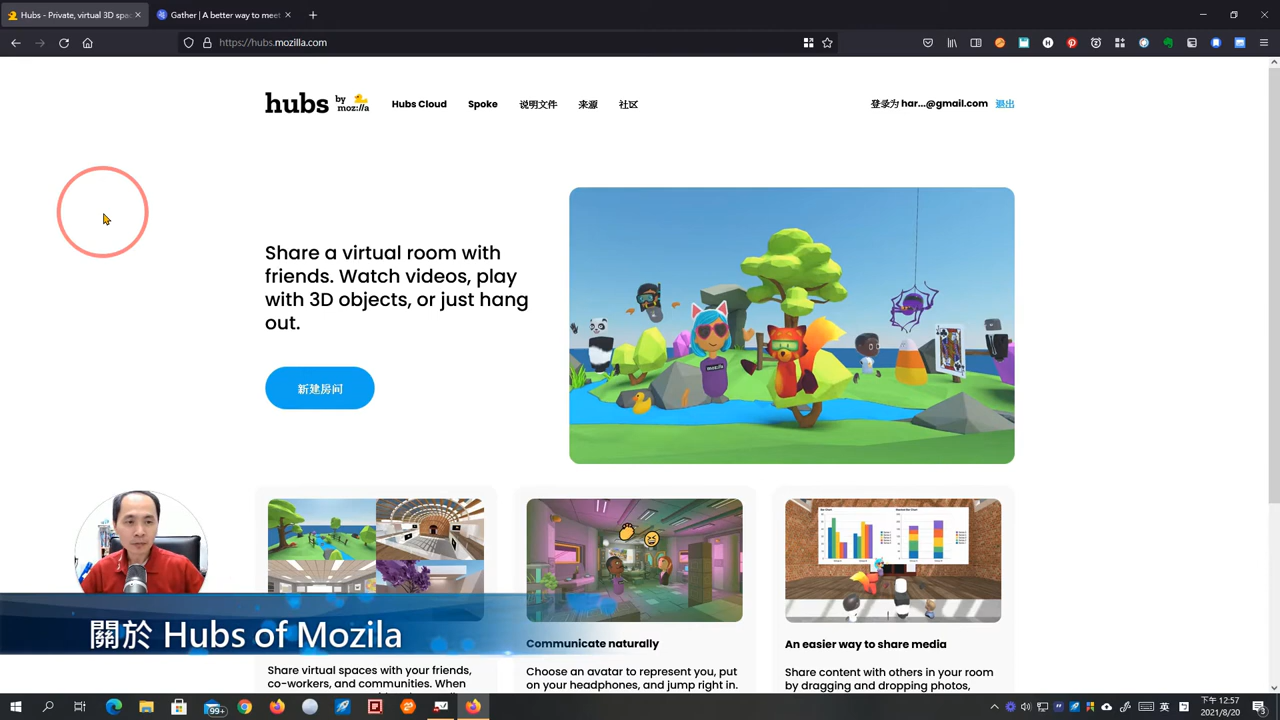 Hubs - Private, virtual 3D spac
Gather | A better way to meet
https://hubs.mozilla.com
hubs by moz://a
Hubs Cloud
Spoke
说明文件
来源
社区
登录为 har...@gmail.com 退出
Share a virtual room with
friends. Watch videos, play
with 3D objects, or just hang
out.
新建房间
mozilla
關於 Hubs of Mozila
Share virtual spaces with your friends,
co-workers, and communities. When
Communicate naturally
Choose an avatar to represent you, put
on your headphones, and jump right in.
An easier way to share media
Share content with others in your room
by dragging and dropping photos,
99+
英
下午 12:57
2021/8/20
3